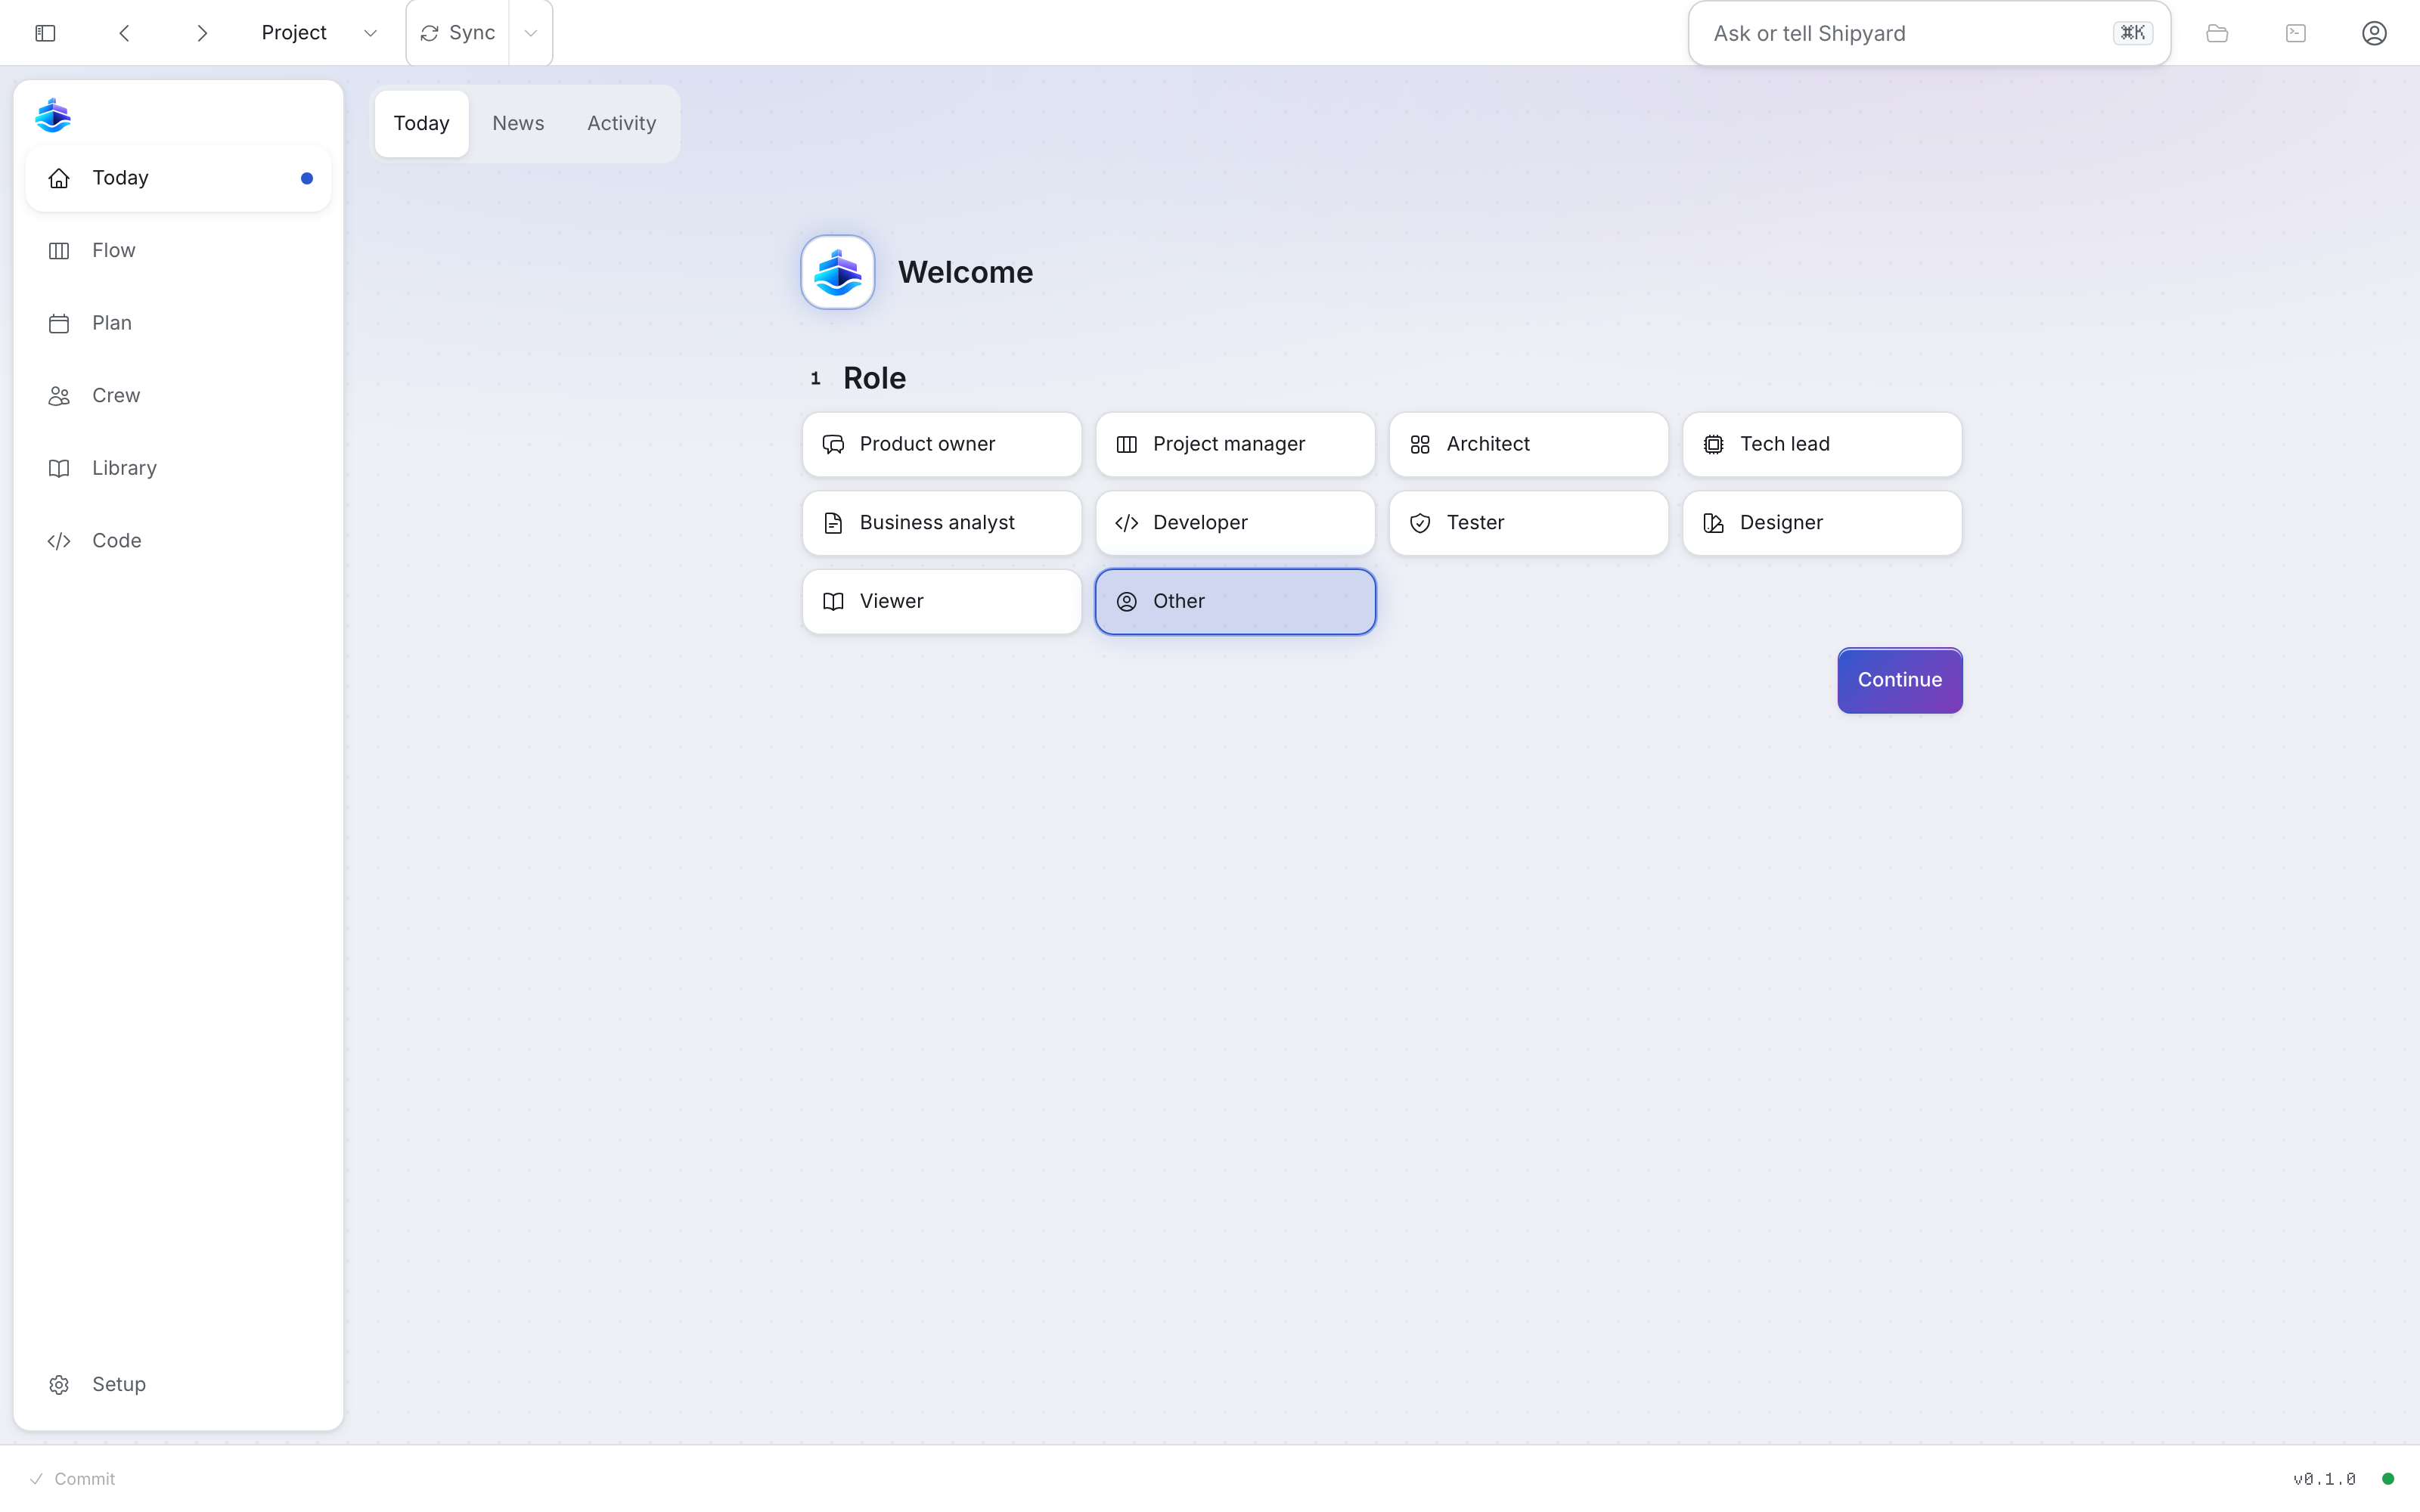 Project
Sync
Ask or tell Shipyard
⌘K
Today
News
Activity
Today
Flow
Plan
Crew
Library
Code
Setup
Welcome
1 Role
Product owner
Project manager
Architect
Tech lead
Business analyst
Developer
Tester
Designer
Viewer
Other
Continue
Commit
v0.1.0